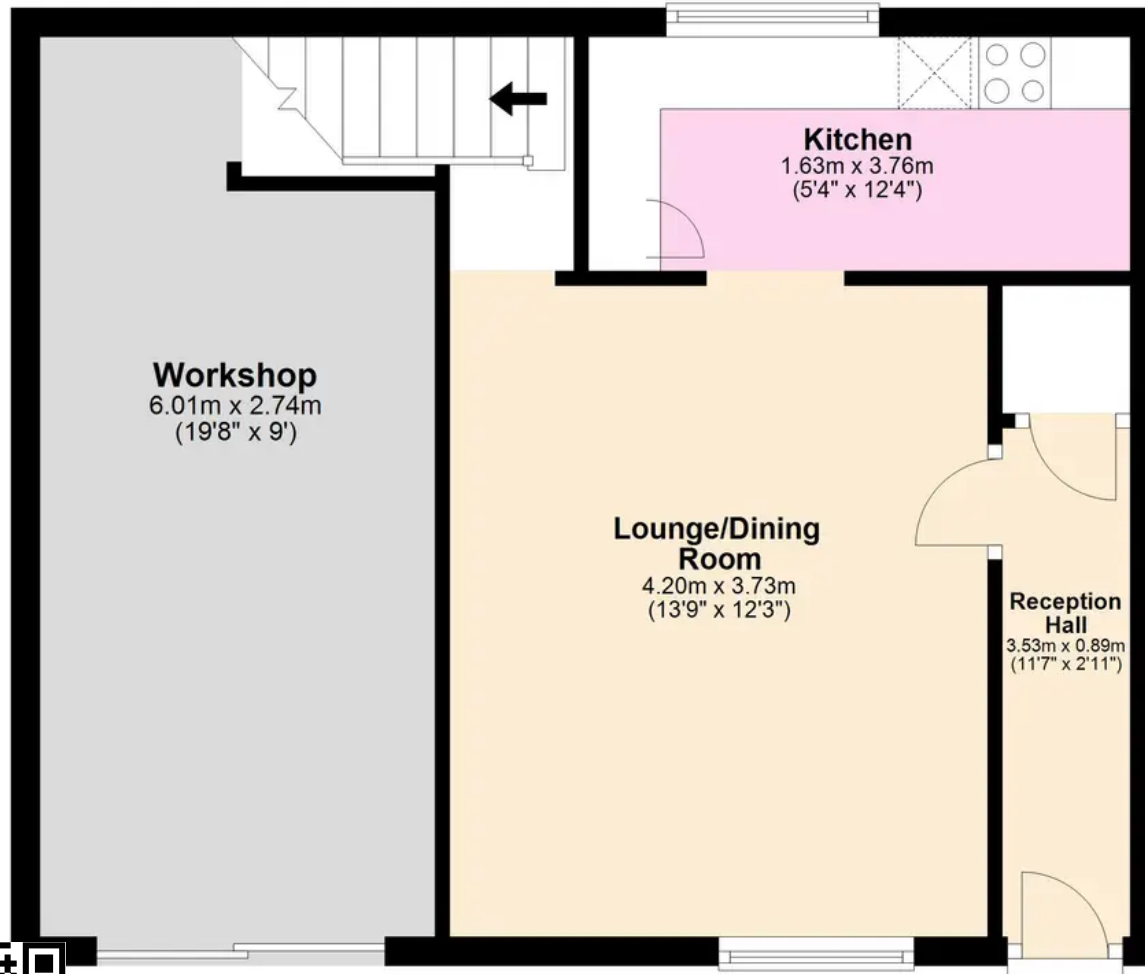 Kitchen
1.63m x 3.76m
(5'4" x 12'4")
Workshop
6.01m x 2.74m
(19'8" x 9')
Lounge/Dining
Room
4.20m x 3.73m
(13'9" x 12'3")
Reception
Hall
3.53m x 0.89m
(11'7" x 2'11")